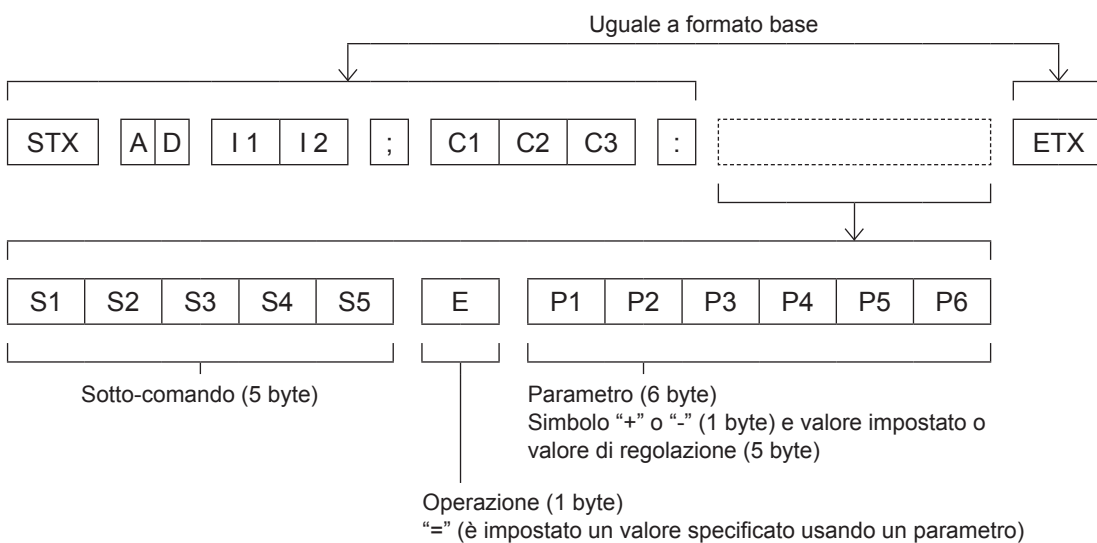 Uguale a formato base
STX A D I 1 I 2 ; C1 C2 C3 : ETX
S1 S2 S3 S4 S5 E P1 P2 P3 P4 P5 P6
Sotto-comando (5 byte)
Parametro (6 byte)
Simbolo “+” o “-” (1 byte) e valore impostato o
valore di regolazione (5 byte)
Operazione (1 byte)
“=” (è impostato un valore specificato usando un parametro)